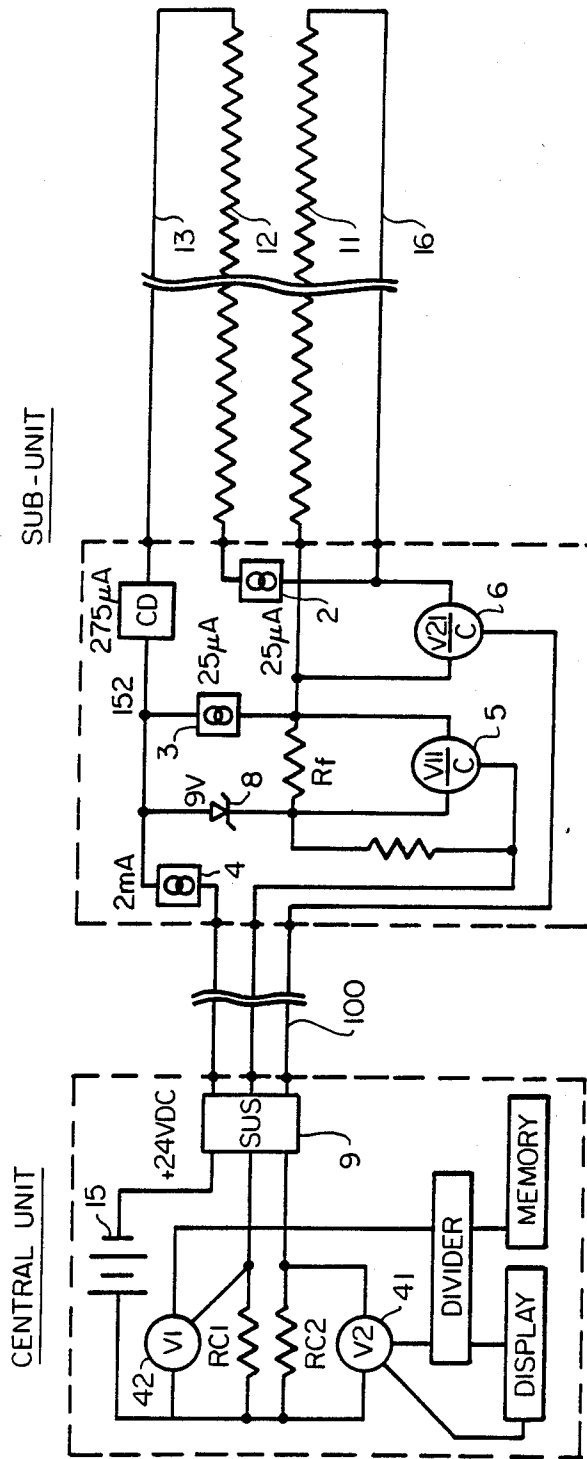 CENTRAL UNIT
SUB-UNIT
15
+24VDC
42
V1
RC1
RC2
V2
41
SUS
9
DIVIDER
DISPLAY
MEMORY
100
2mA
4
9V
8
152
3
25µA
275µA
CD
Rf
25µA
2
V11
C
5
V21
C
6
13
12
11
16